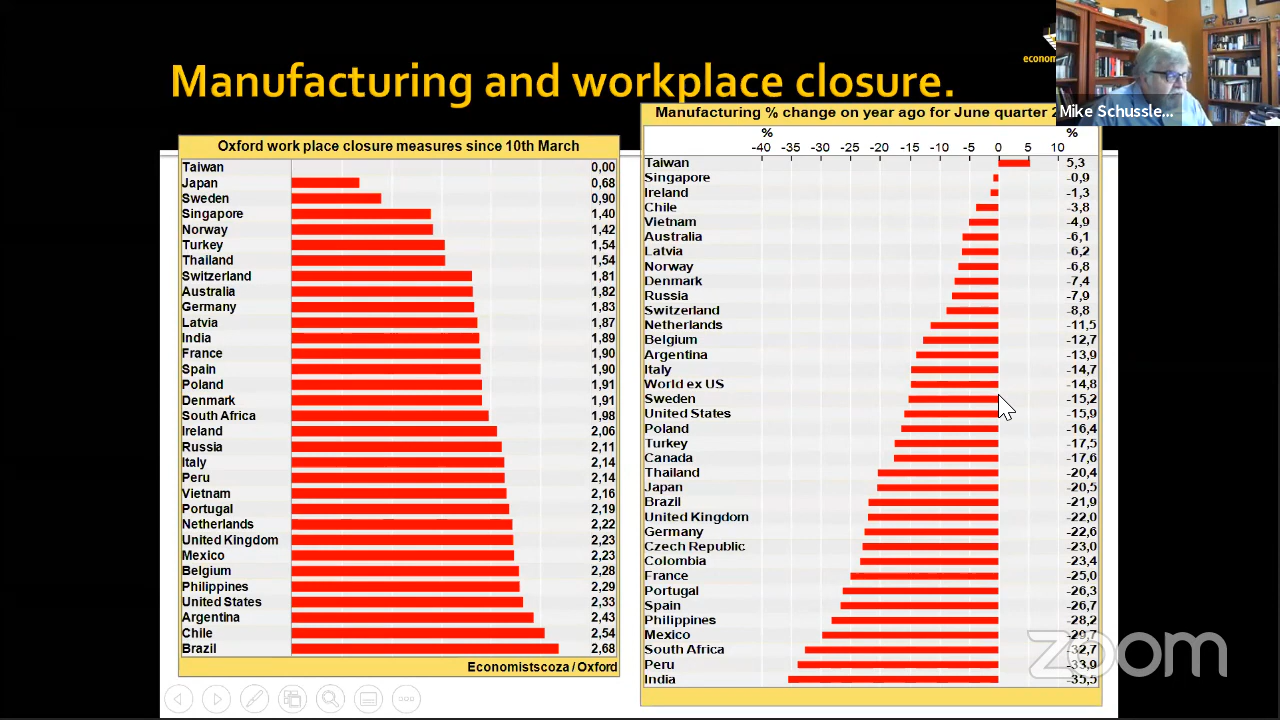 Manufacturing and workplace closure.
econom
Mike Schussle...
Oxford work place closure measures since 10th March
Taiwan 0,00
Japan 0,68
Sweden 0,90
Singapore 1,40
Norway 1,42
Turkey 1,54
Thailand 1,54
Switzerland 1,81
Australia 1,82
Germany 1,83
Latvia 1,87
India 1,89
France 1,90
Spain 1,90
Poland 1,91
Denmark 1,91
South Africa 1,98
Ireland 2,06
Russia 2,11
Italy 2,14
Peru 2,14
Vietnam 2,16
Portugal 2,19
Netherlands 2,22
United Kingdom 2,23
Mexico 2,23
Belgium 2,28
Philippines 2,29
United States 2,33
Argentina 2,43
Chile 2,54
Brazil 2,68
Economistscoza / Oxford
Manufacturing % change on year ago for June quarter 2
% %
-40 -35 -30 -25 -20 -15 -10 -5 0 5 10
Taiwan 5,3
Singapore -0,9
Ireland -1,3
Chile -3,8
Vietnam -4,9
Australia -6,1
Latvia -6,2
Norway -6,8
Denmark -7,4
Russia -7,9
Switzerland -8,8
Netherlands -11,5
Belgium -12,7
Argentina -13,9
Italy -14,7
World ex US -14,8
Sweden -15,2
United States -15,9
Poland -16,4
Turkey -17,5
Canada -17,6
Thailand -20,4
Japan -20,5
Brazil -21,9
United Kingdom -22,0
Germany -22,6
Czech Republic -23,0
Colombia -23,4
France -25,0
Portugal -26,3
Spain -26,7
Philippines -28,2
Mexico -29,7
South Africa -32,7
Peru -33,9
India -35,5
zoom